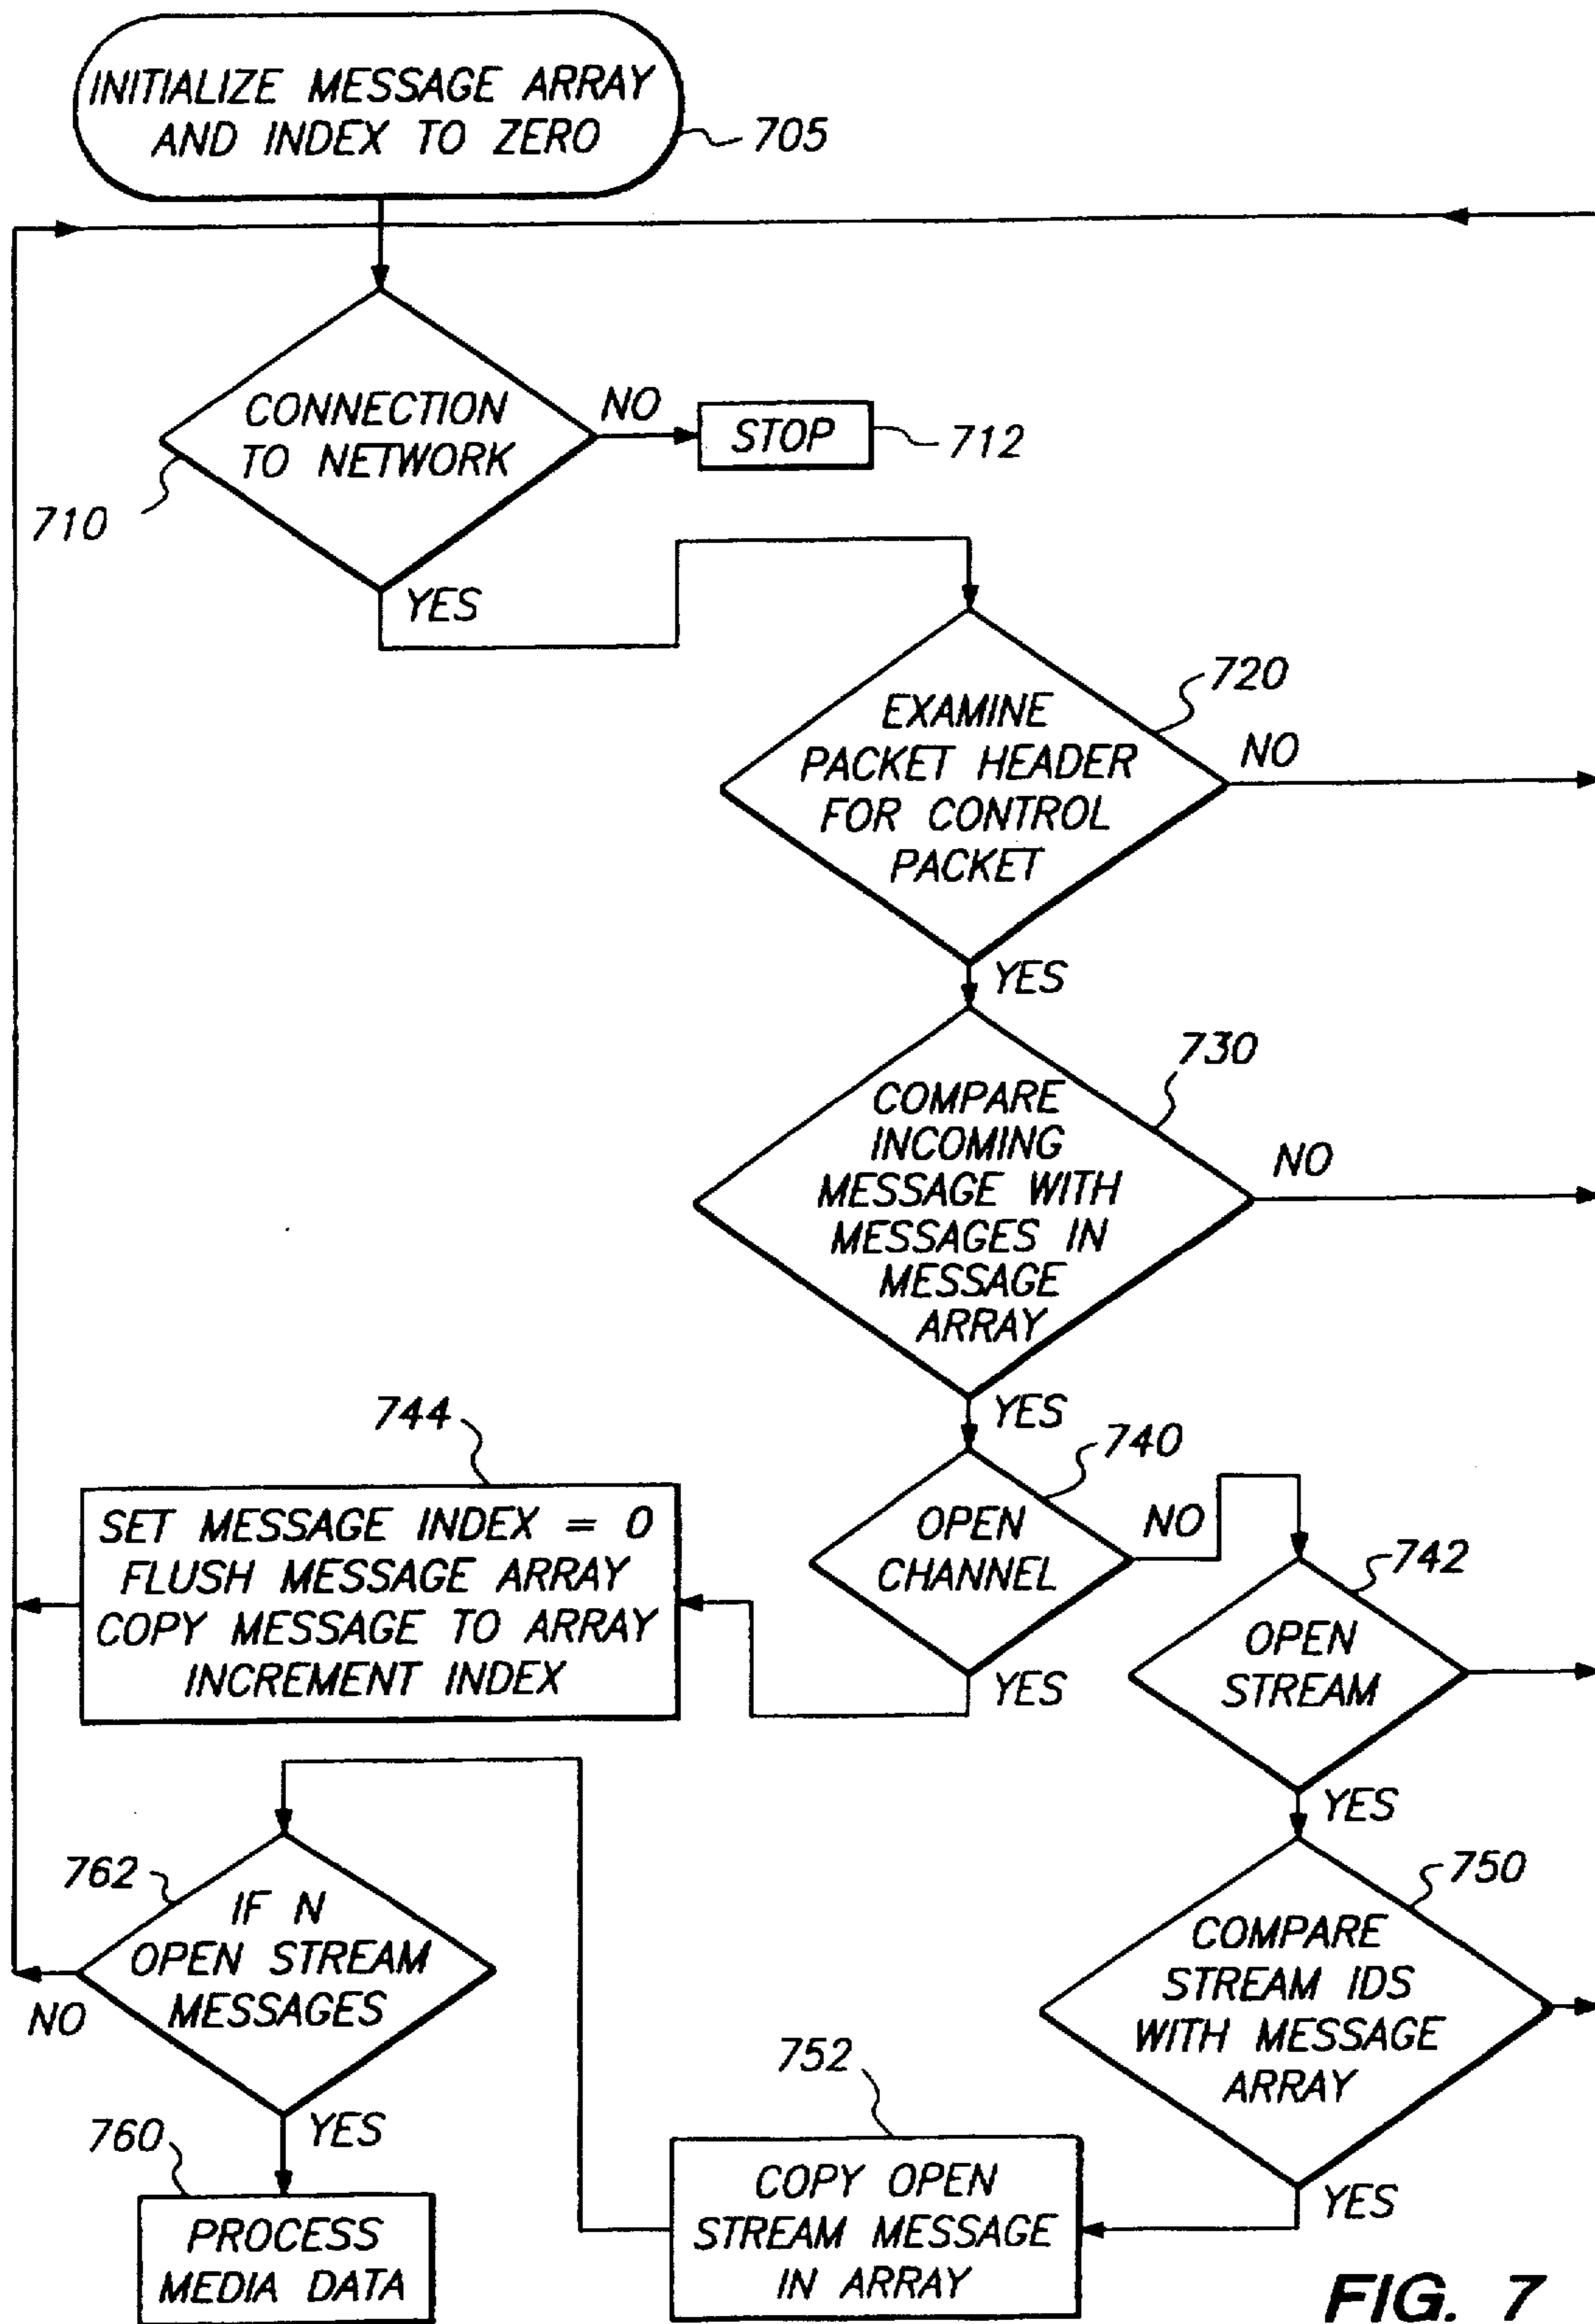 INITIALIZE MESSAGE ARRAY
AND INDEX TO ZERO
705
CONNECTION
TO NETWORK
NO
STOP
712
710
YES
720
EXAMINE
PACKET HEADER
FOR CONTROL
PACKET
NO
YES
730
COMPARE
INCOMING
MESSAGE WITH
MESSAGES IN
MESSAGE
ARRAY
NO
YES
744
740
SET MESSAGE INDEX = 0
FLUSH MESSAGE ARRAY
COPY MESSAGE TO ARRAY
INCREMENT INDEX
OPEN
CHANNEL
NO
YES
742
OPEN
STREAM
YES
762
IF N
OPEN STREAM
MESSAGES
NO
YES
750
COMPARE
STREAM IDS
WITH MESSAGE
ARRAY
YES
752
COPY OPEN
STREAM MESSAGE
IN ARRAY
760
PROCESS
MEDIA DATA
FIG. 7